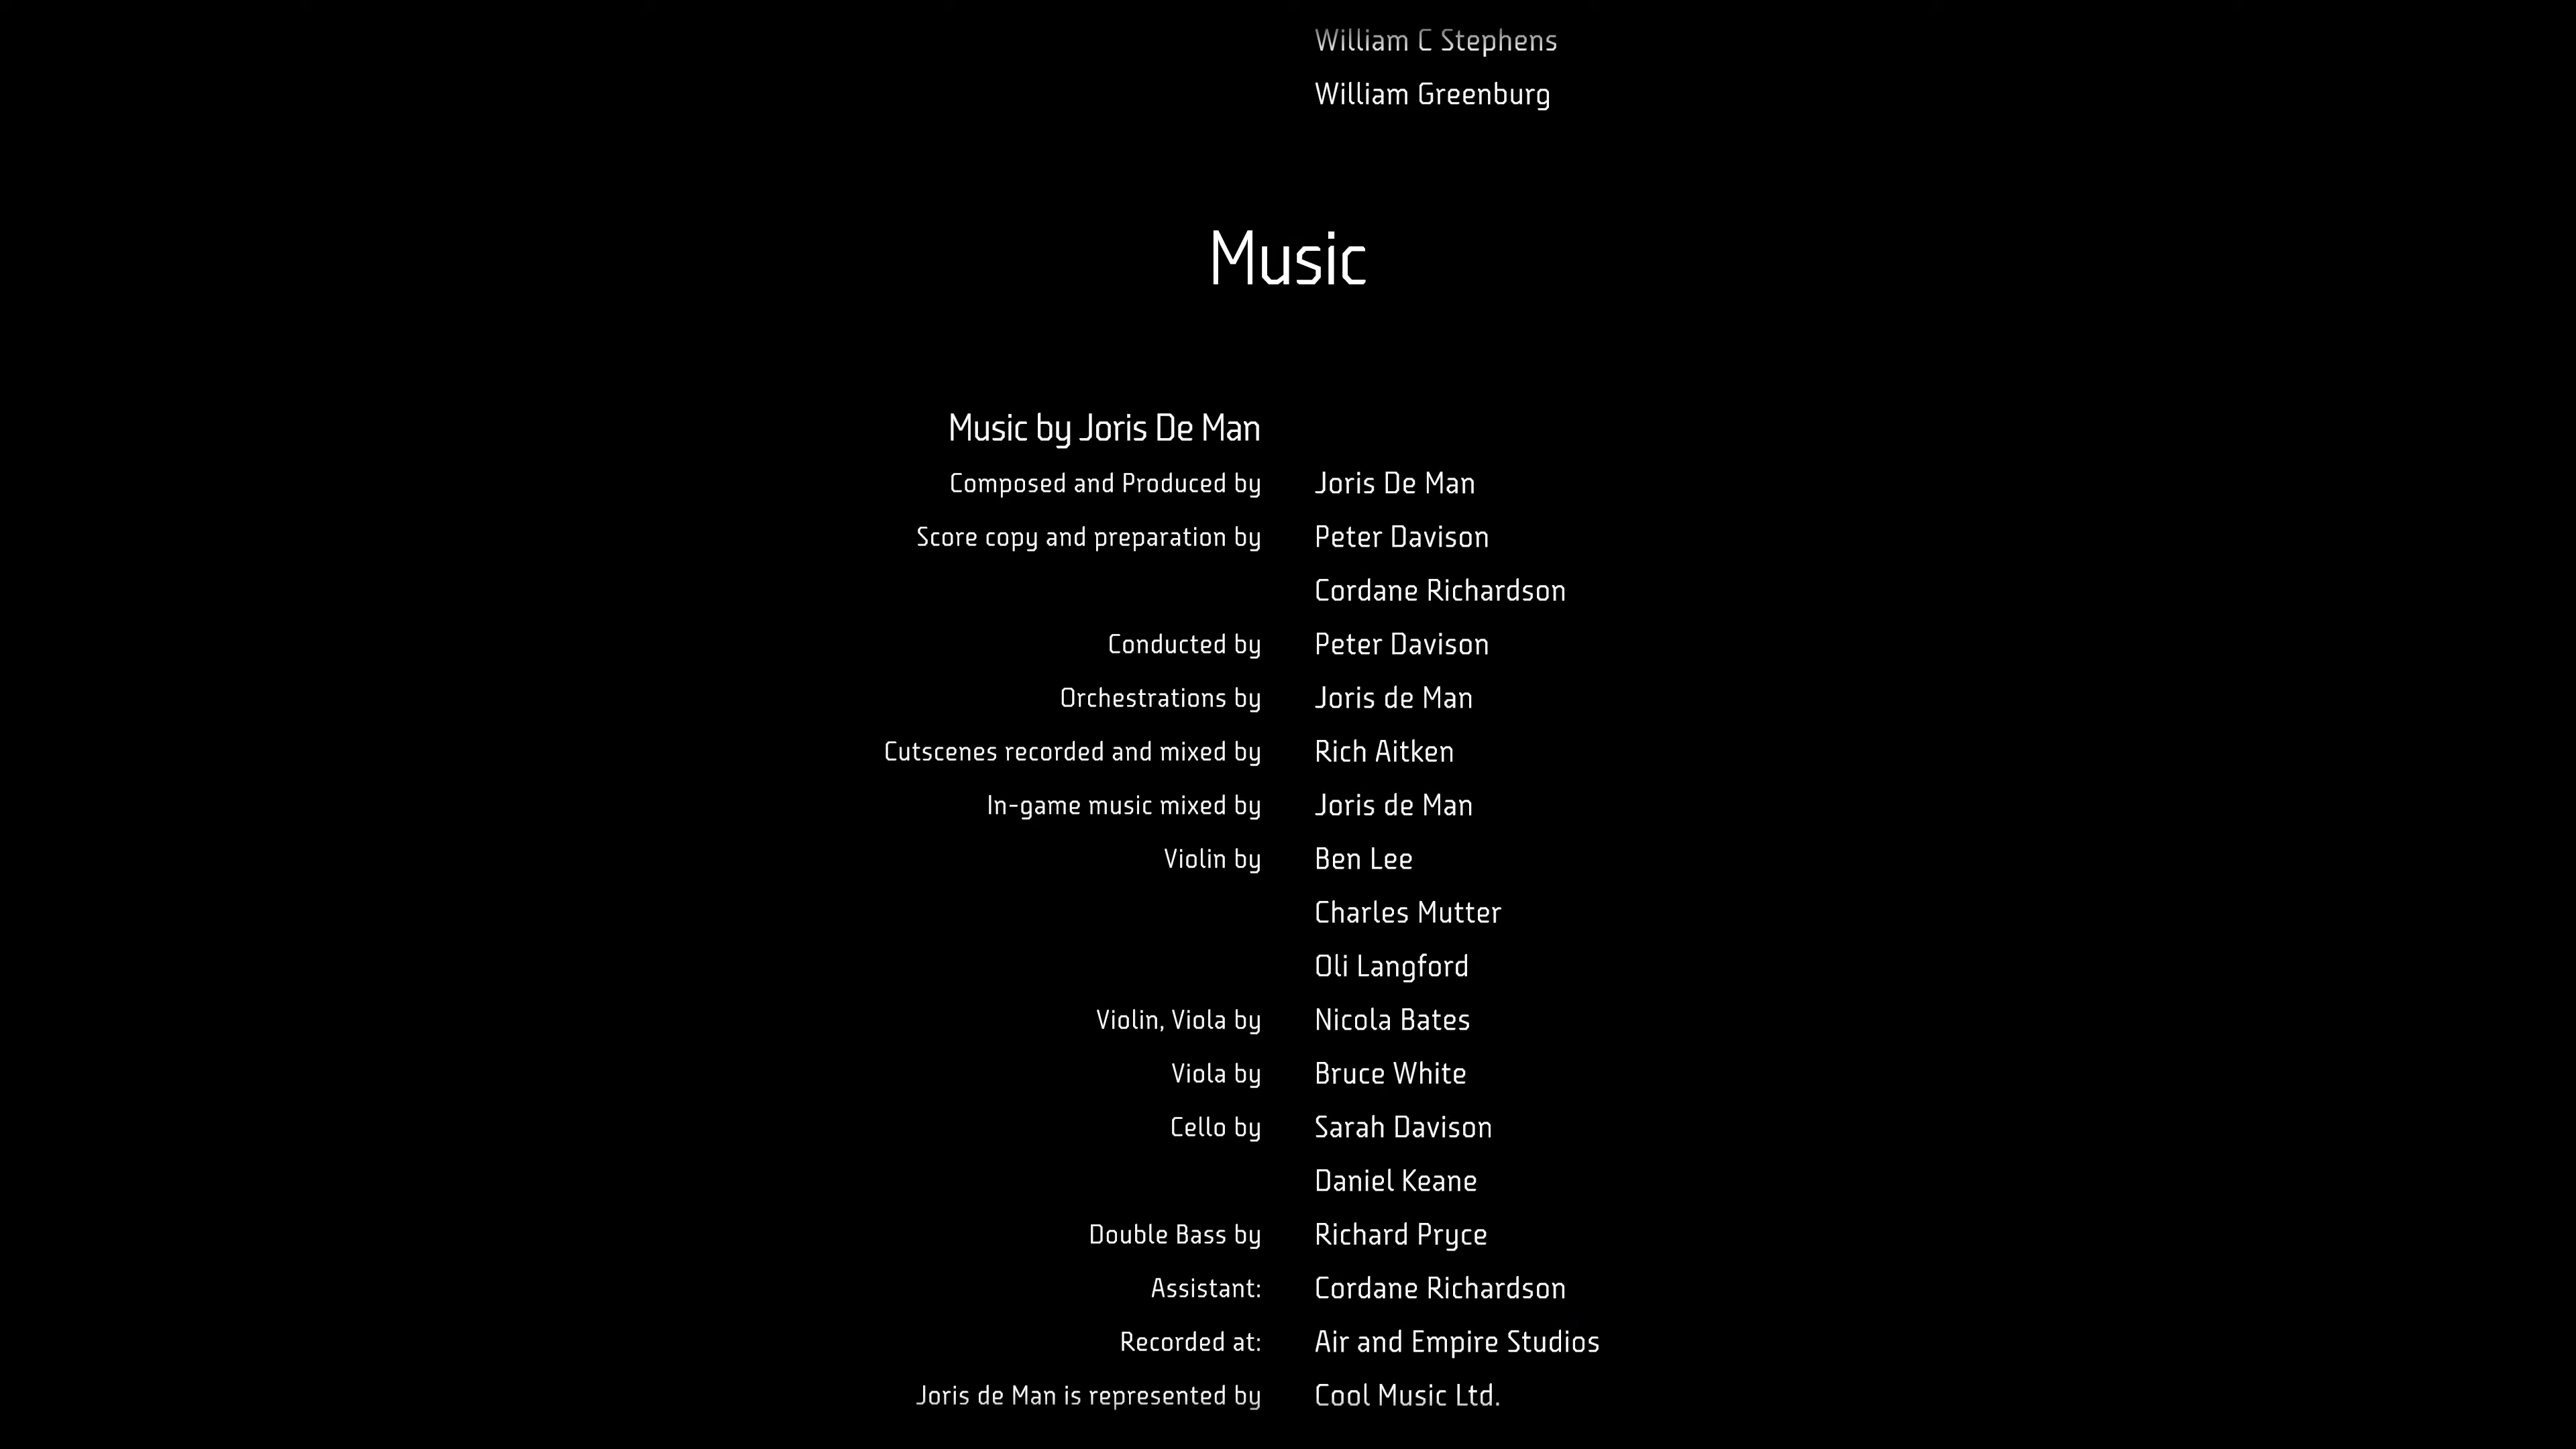 William C Stephens
William Greenburg
Music
Music by Joris De Man
Composed and Produced by Joris De Man
Score copy and preparation by Peter Davison
Cordane Richardson
Conducted by Peter Davison
Orchestrations by Joris de Man
Cutscenes recorded and mixed by Rich Aitken
In-game music mixed by Joris de Man
Violin by Ben Lee
Charles Mutter
Oli Langford
Violin, Viola by Nicola Bates
Viola by Bruce White
Cello by Sarah Davison
Daniel Keane
Double Bass by Richard Pryce
Assistant: Cordane Richardson
Recorded at: Air and Empire Studios
Joris de Man is represented by Cool Music Ltd.